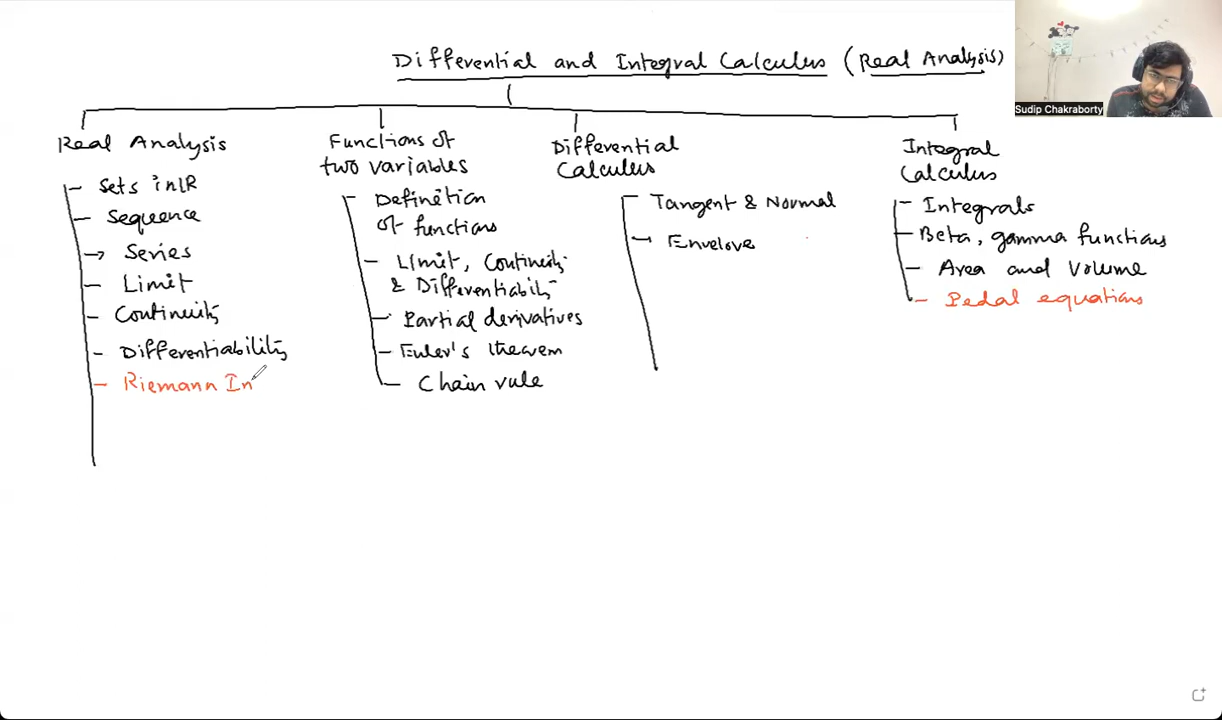 Differential and Integral Calculus (Real Analysis)
Sudip Chakraborty
Real Analysis
Sets in IR
Sequence
Series
Limit
Continuity
Differentiability
Riemann In
Functions of
two variables
Definition
of functions
Limit, Continuity
& Differentiability
Partial derivatives
Euler's theorem
Chain rule
Differential
Calculus
Tangent & Normal
Envelove
Integral
Calculus
Integrals
Beta, gamma functions
Area and Volume
Pedal equations